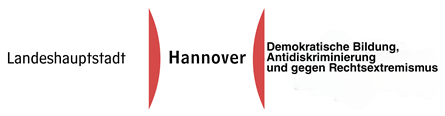 Landeshauptstadt Hannover
Demokratische Bildung,
Antidiskriminierung
und gegen Rechtsextremismus